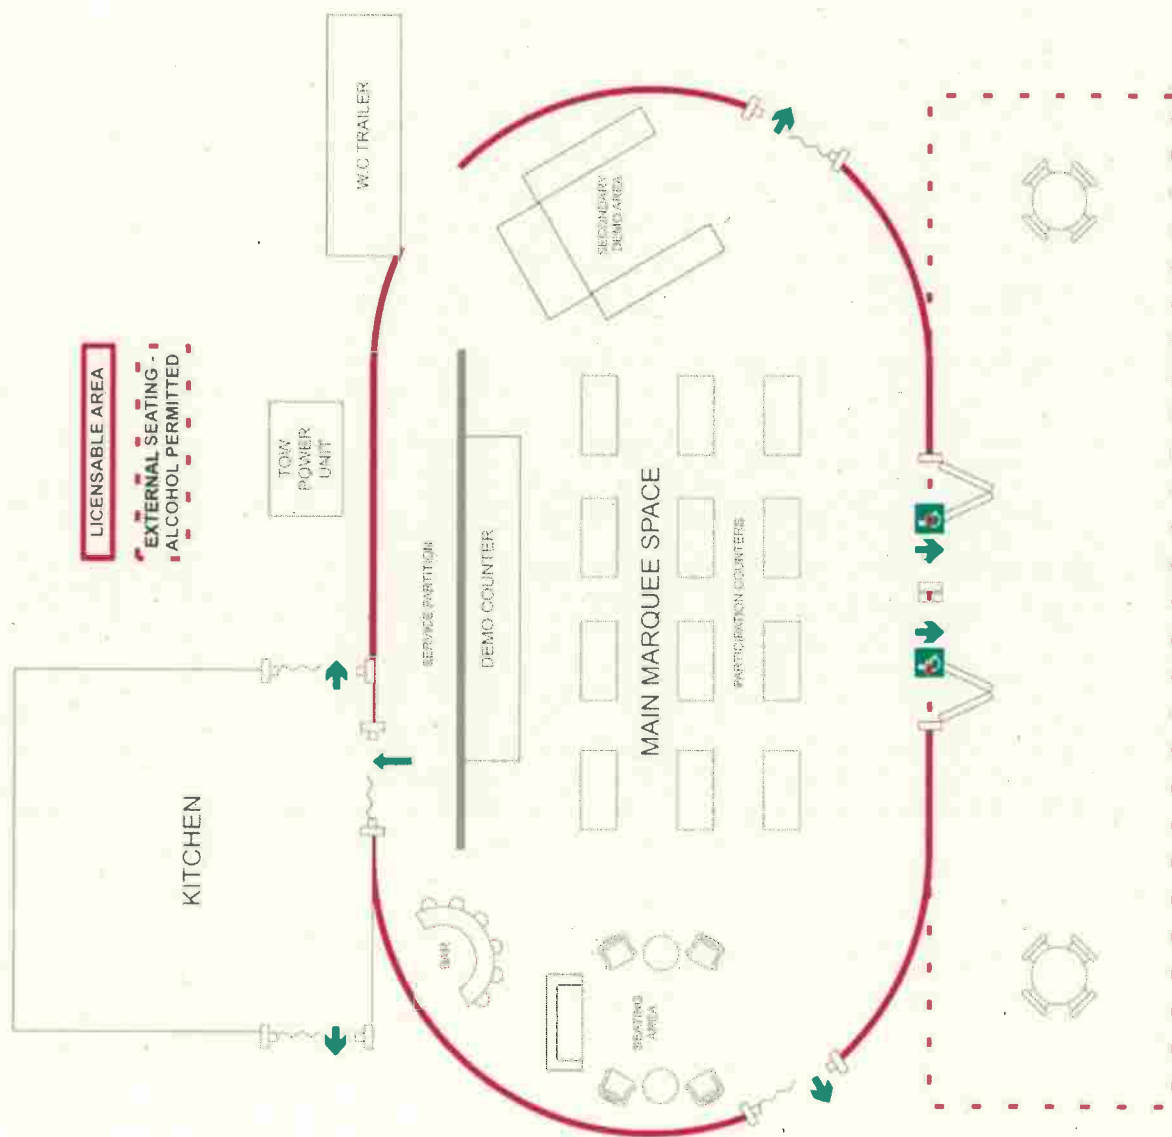 LICENSABLE AREA
EXTERNAL SEATING -
ALCOHOL PERMITTED
W.C TRAILER
TOW
POWER
UNIT
KITCHEN
SERVICE PARTITION
DEMO COUNTER
BAR
SECONDARY
DEMO AREA
MAIN MARQUEE SPACE
PARTICIPATION COUNTERS
SEATING
AREA